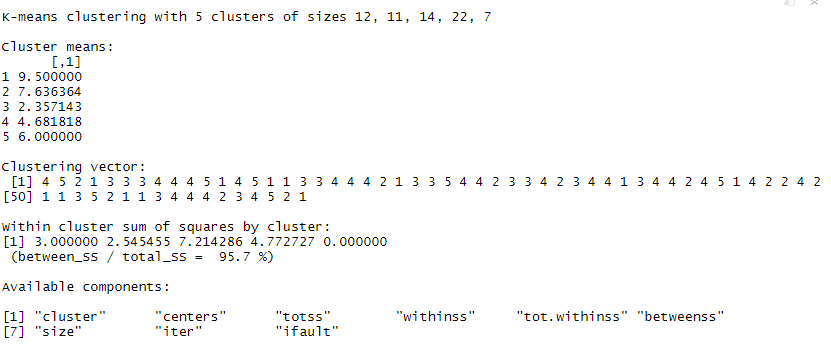 K-means clustering with 5 clusters of sizes 12, 11, 14, 22, 7
Cluster means:
[,1]
1 9.500000
2 7.636364
3 2.357143
4 4.681818
5 6.000000
Clustering vector:
[1] 4 5 2 1 3 3 3 4 4 4 5 1 4 5 1 1 3 3 4 4 4 2 1 3 3 5 4 4 2 3 3 4 2 3 4 4 1 3 4 4 2 4 5 1 4 2 2 4 2
[50] 1 1 3 5 2 1 1 3 4 4 4 2 3 4 5 2 1
Within cluster sum of squares by cluster:
[1] 3.000000 2.545455 7.214286 4.772727 0.000000
(between_SS / total_SS =  95.7 %)
Available components:
[1] "cluster"      "centers"      "totss"        "withinss"     "tot.withinss" "betweenss"
[7] "size"         "iter"         "ifault"